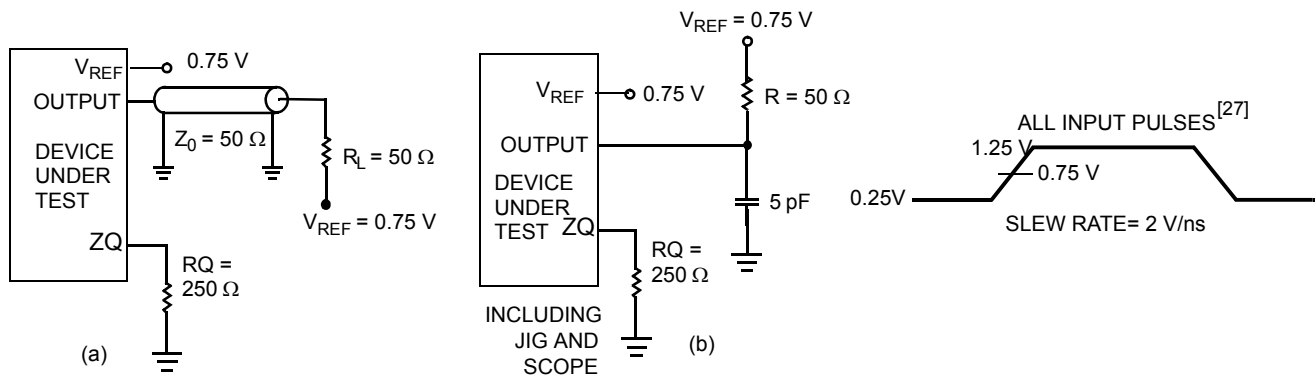 V_REF 0.75 V
OUTPUT
Z_0 = 50 Ω
DEVICE
UNDER
TEST
R_L = 50 Ω
V_REF = 0.75 V
ZQ
RQ =
250 Ω
(a)
V_REF = 0.75 V
R = 50 Ω
V_REF 0.75 V
OUTPUT
DEVICE
UNDER
TEST
ZQ
5 pF
RQ =
250 Ω
INCLUDING
JIG AND
SCOPE
(b)
ALL INPUT PULSES[27]
1.25 V
0.75 V
0.25V
SLEW RATE= 2 V/ns